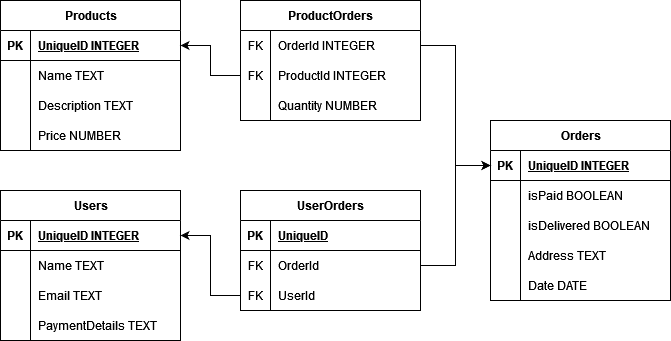 Products
PK UniqueID INTEGER
Name TEXT
Description TEXT
Price NUMBER
ProductOrders
FK OrderId INTEGER
FK ProductId INTEGER
Quantity NUMBER
Orders
PK UniqueID INTEGER
isPaid BOOLEAN
isDelivered BOOLEAN
Address TEXT
Date DATE
Users
PK UniqueID INTEGER
Name TEXT
Email TEXT
PaymentDetails TEXT
UserOrders
PK UniqueID
FK OrderId
FK UserId